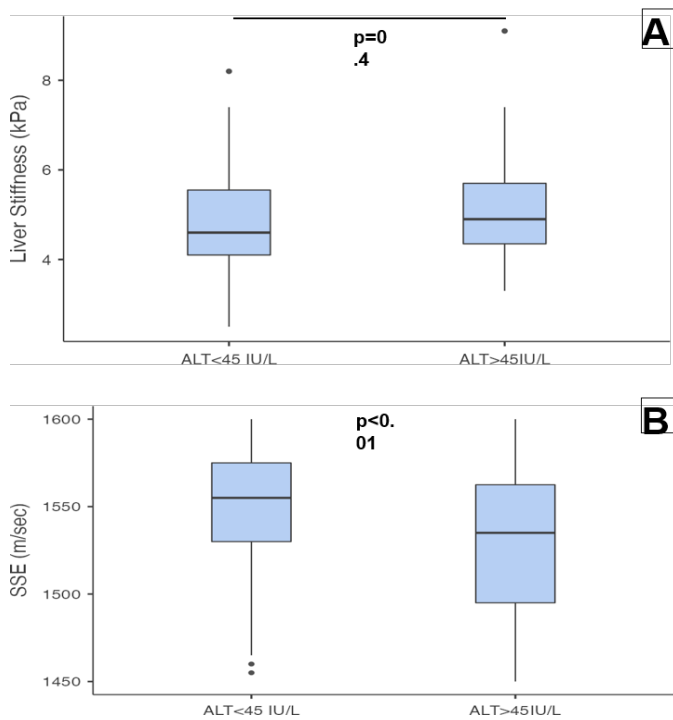 A
p=0
.4
Liver Stiffness (kPa)
8
6
4
ALT<45 IU/L
ALT>45IU/L
B
p<0.
01
SSE (m/sec)
1600
1550
1500
1450
ALT<45 IU/L
ALT>45IU/L